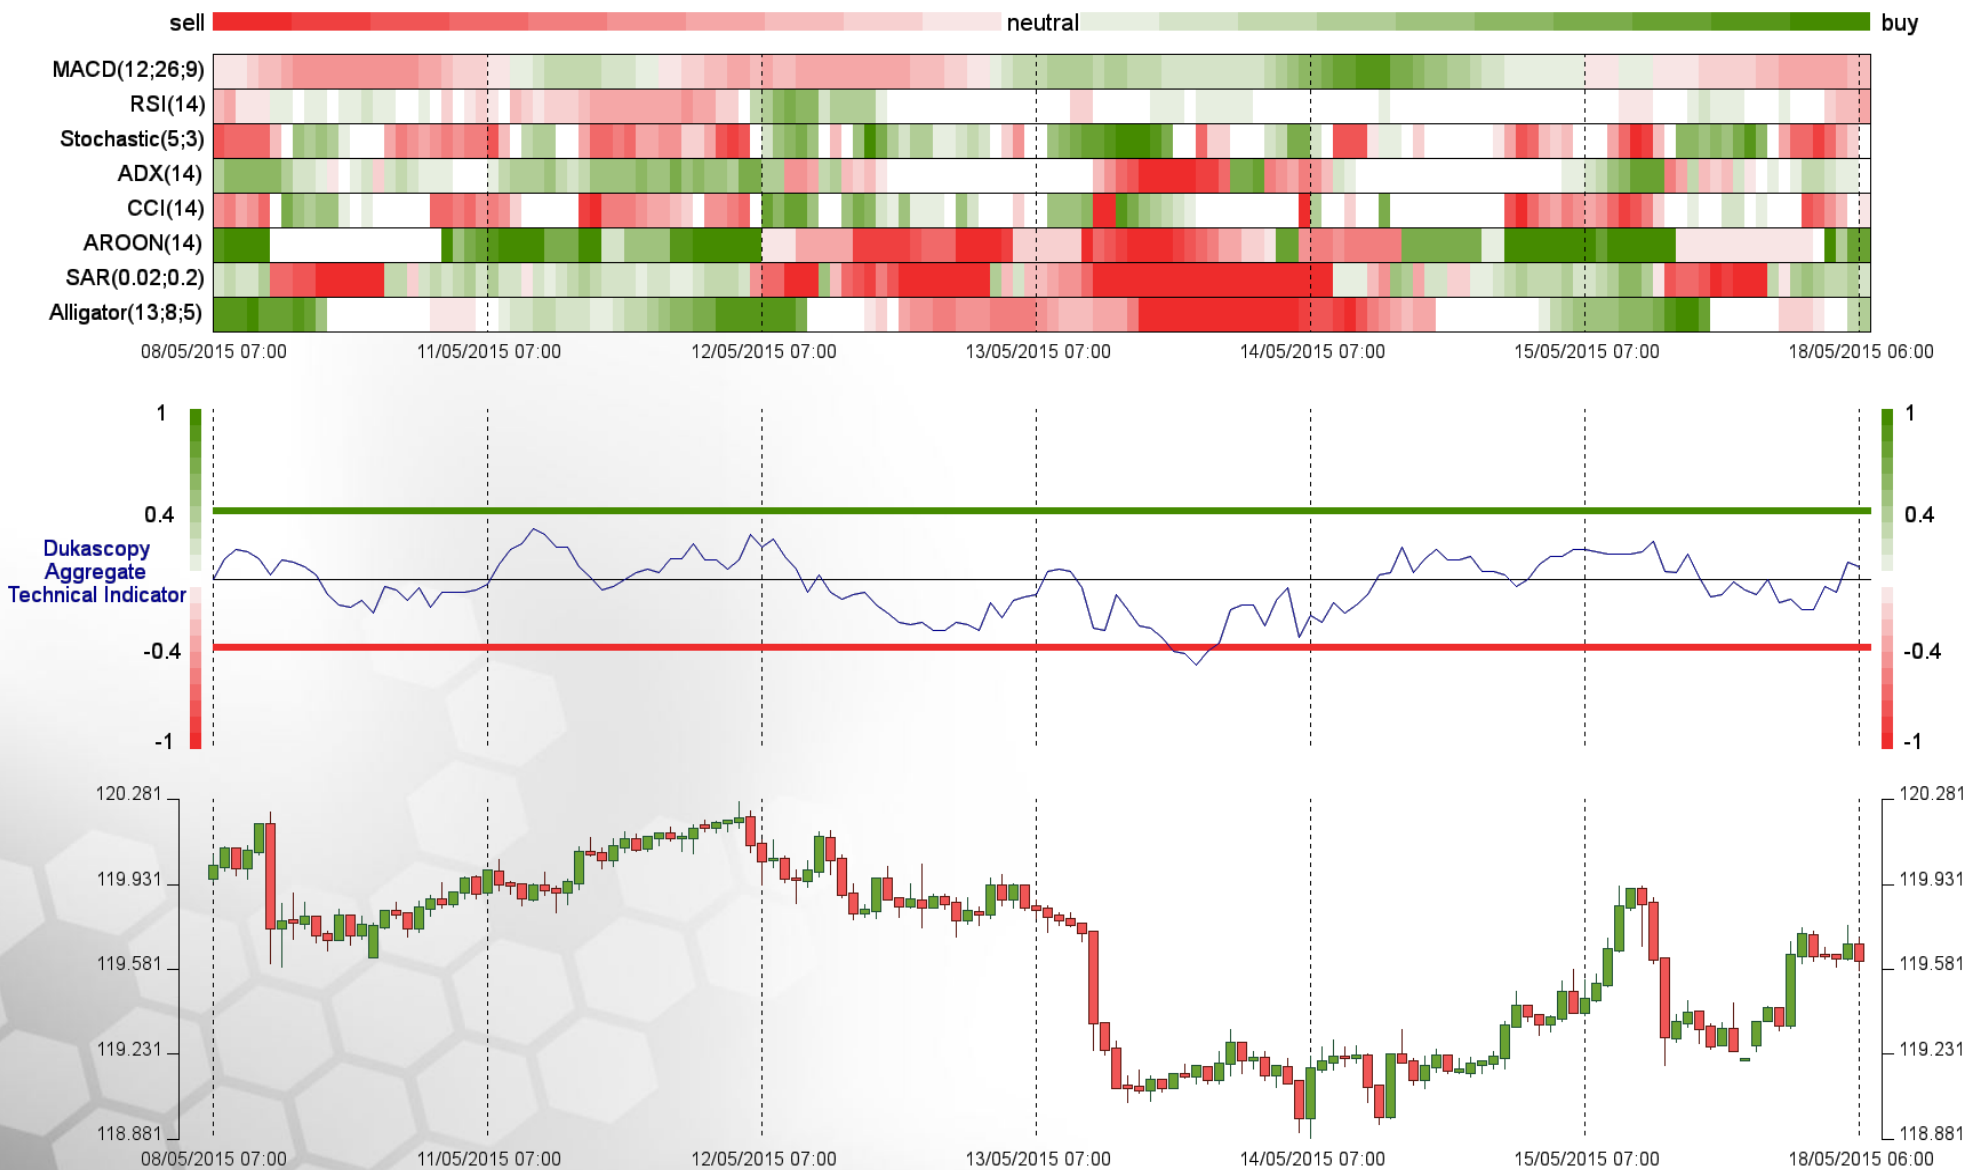 sell neutral buy
MACD(12;26;9)
RSI(14)
Stochastic(5;3)
ADX(14)
CCI(14)
AROON(14)
SAR(0.02;0.2)
Alligator(13;8;5)
08/05/2015 07:00 11/05/2015 07:00 12/05/2015 07:00 13/05/2015 07:00 14/05/2015 07:00 15/05/2015 07:00 18/05/2015 06:00
1 1
0.4 0.4
Dukascopy
Aggregate
Technical Indicator
-0.4 -0.4
-1 -1
120.281 120.281
119.931 119.931
119.581 119.581
119.231 119.231
118.881 118.881
08/05/2015 07:00 11/05/2015 07:00 12/05/2015 07:00 13/05/2015 07:00 14/05/2015 07:00 15/05/2015 07:00 18/05/2015 06:00